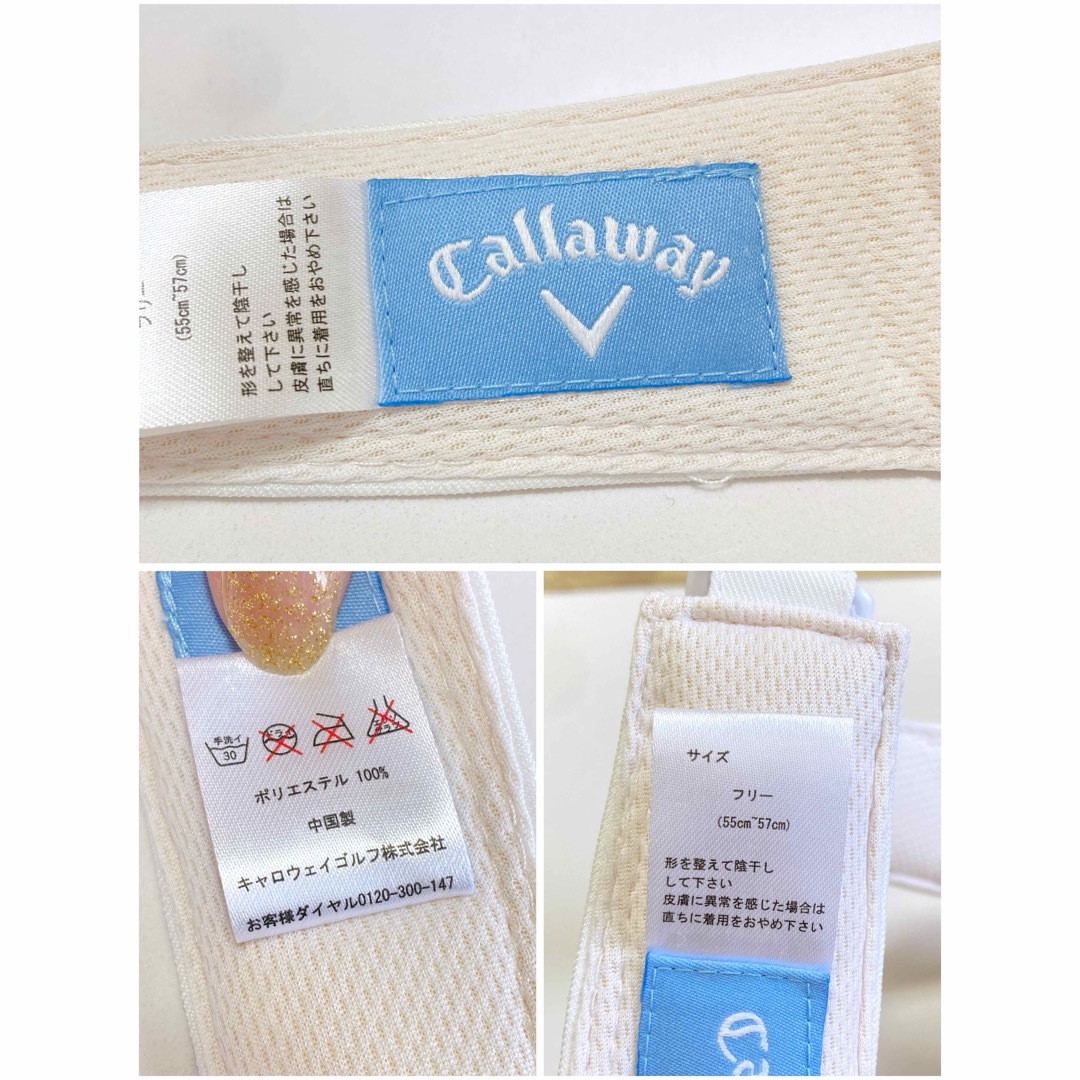 Callaway
フリー
(55cm~57cm)
形を整えて陰干し
して下さい
皮膚に異常を感じた場合は
直ちに着用をおやめ下さい
手洗イ
30
ドライ
ポリエステル 100%
中国製
キャロウェイゴルフ株式会社
お客様ダイヤル0120-300-147
サイズ
フリー
(55cm~57cm)
形を整えて陰干し
して下さい
皮膚に異常を感じた場合は
直ちに着用をおやめ下さい
Ca